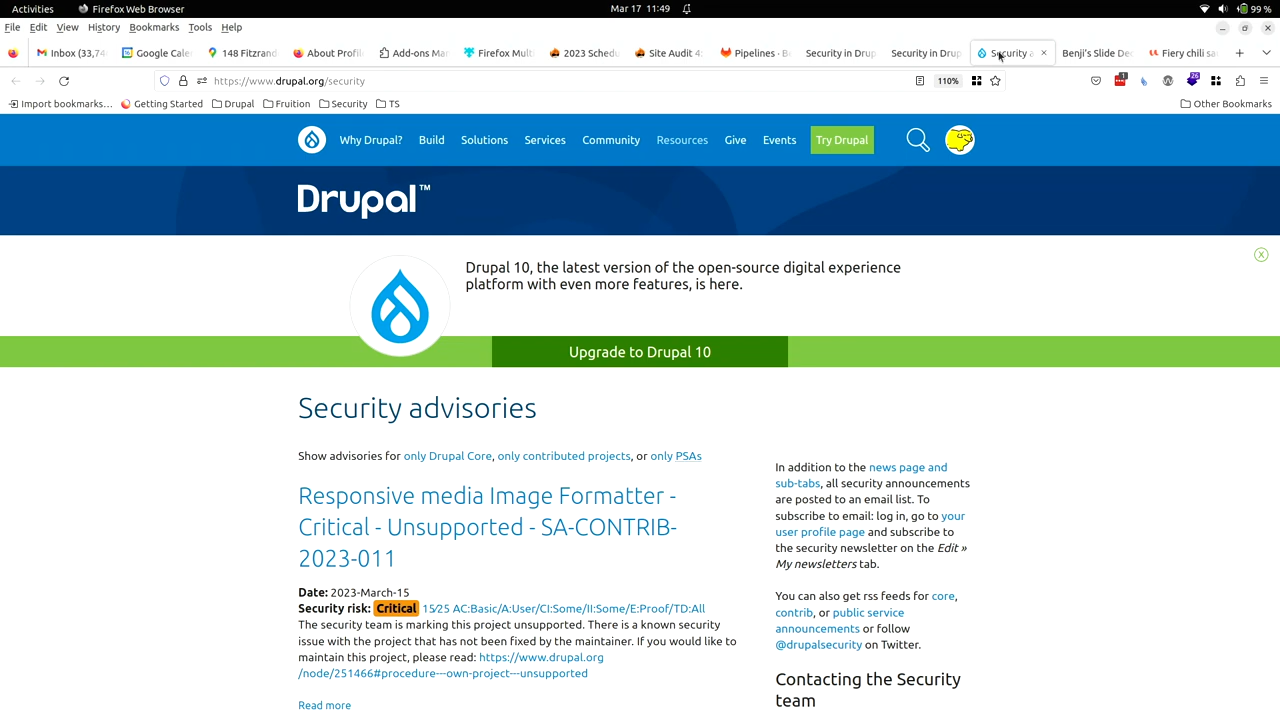 Activities
Firefox Web Browser
Mar 17 11:49
99 %
File Edit View History Bookmarks Tools Help
Inbox (33,74
Google Cale
148 Fitzrand
About Profil
Add-ons Ma
Firefox Mult
2023 Schedu
Site Audit 4:
Pipelines - B
Security in Drup
Security in Drup
Security a
Benji's Slide De
Fiery chili sa
https://www.drupal.org/security
110%
1
26
Import bookmarks...
Getting Started
Drupal
Fruition
Security
TS
Other Bookmarks
Why Drupal?
Build
Solutions
Services
Community
Resources
Give
Events
Try Drupal
Drupal™
Drupal 10, the latest version of the open-source digital experience
platform with even more features, is here.
X
Upgrade to Drupal 10
Security advisories
Show advisories for only Drupal Core, only contributed projects, or only PSAs
Responsive media Image Formatter -
Critical - Unsupported - SA-CONTRIB-
2023-011
Date: 2023-March-15
Security risk: Critical 15/25 AC:Basic/A:User/CI:Some/II:Some/E:Proof/TD:All
The security team is marking this project unsupported. There is a known security
issue with the project that has not been fixed by the maintainer. If you would like to
maintain this project, please read: https://www.drupal.org
/node/251466#procedure---own-project---unsupported
Read more
In addition to the news page and
sub-tabs, all security announcements
are posted to an email list. To
subscribe to email: log in, go to your
user profile page and subscribe to
the security newsletter on the Edit »
My newsletters tab.
You can also get rss feeds for core,
contrib, or public service
announcements or follow
@drupalsecurity on Twitter.
Contacting the Security
team